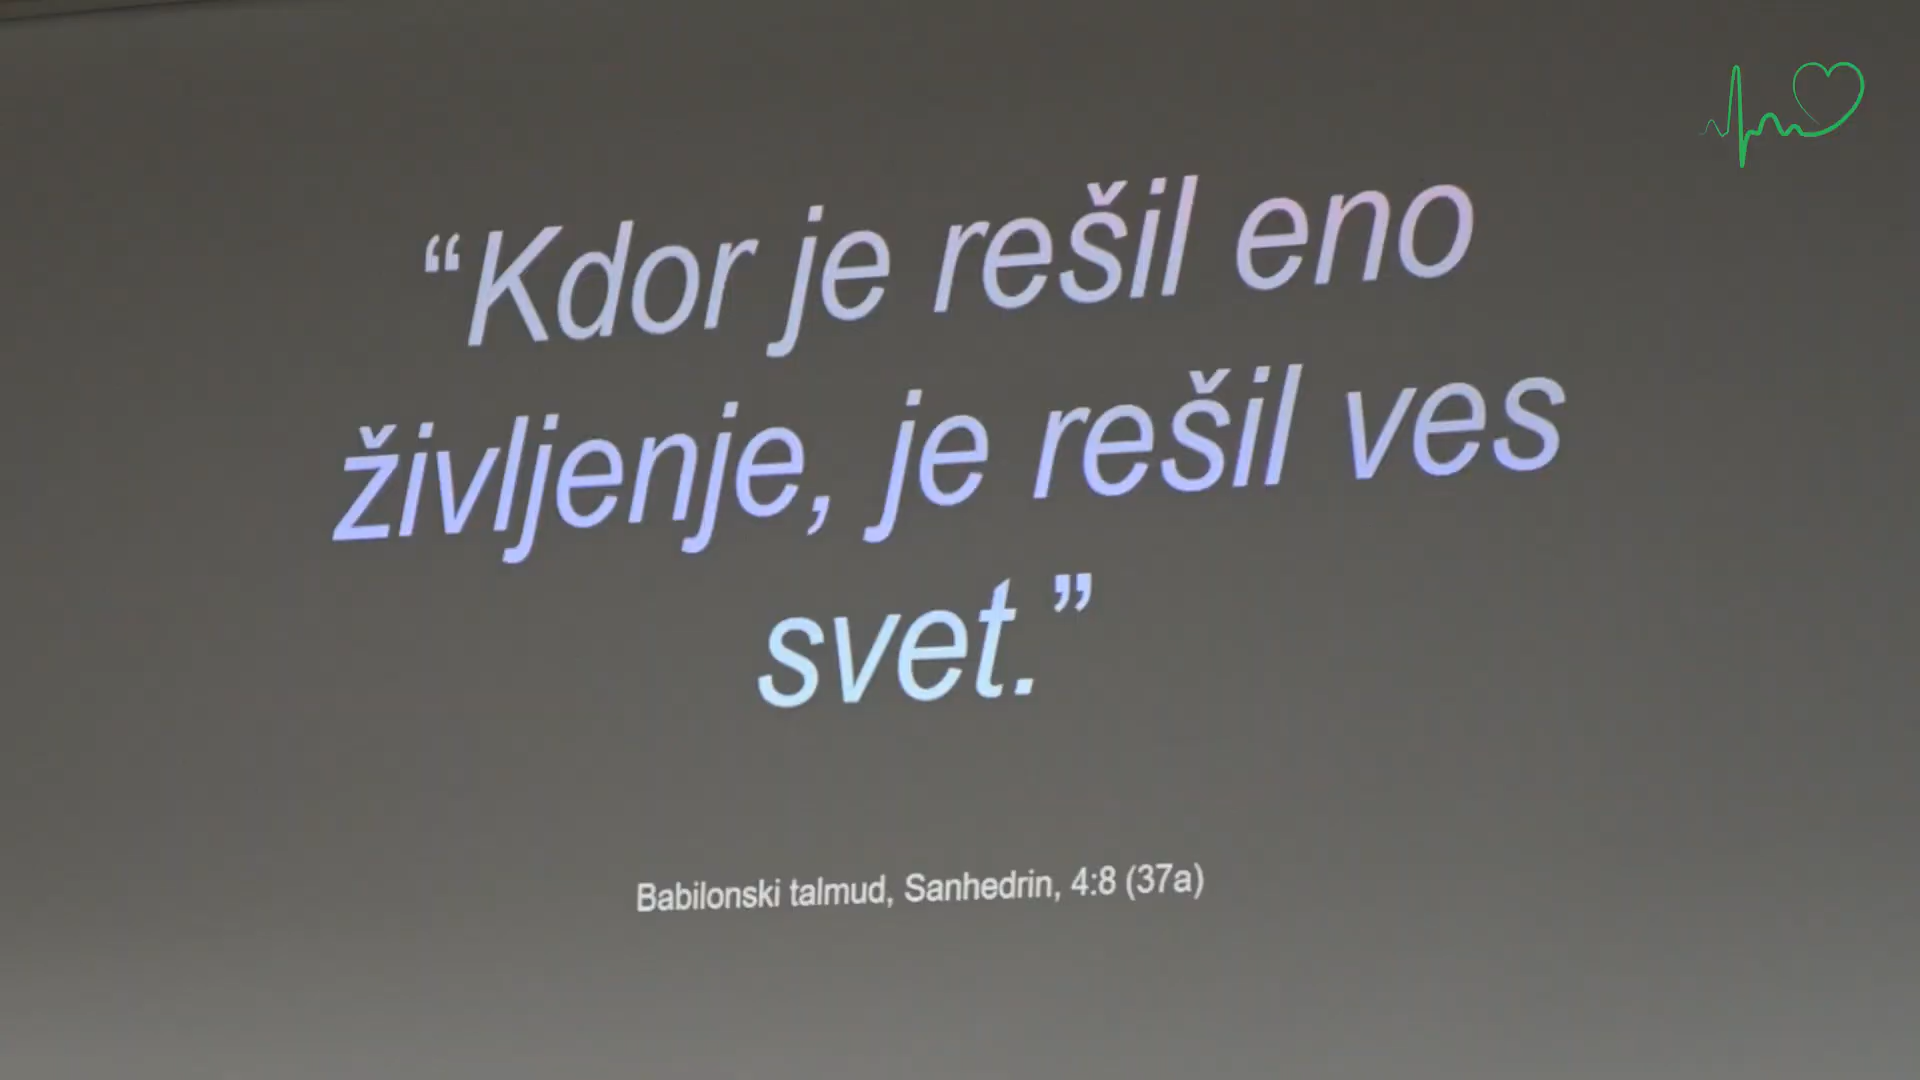 “Kdor je rešil eno
življenje, je rešil ves
svet.”
Babilonski talmud, Sanhedrin, 4:8 (37a)